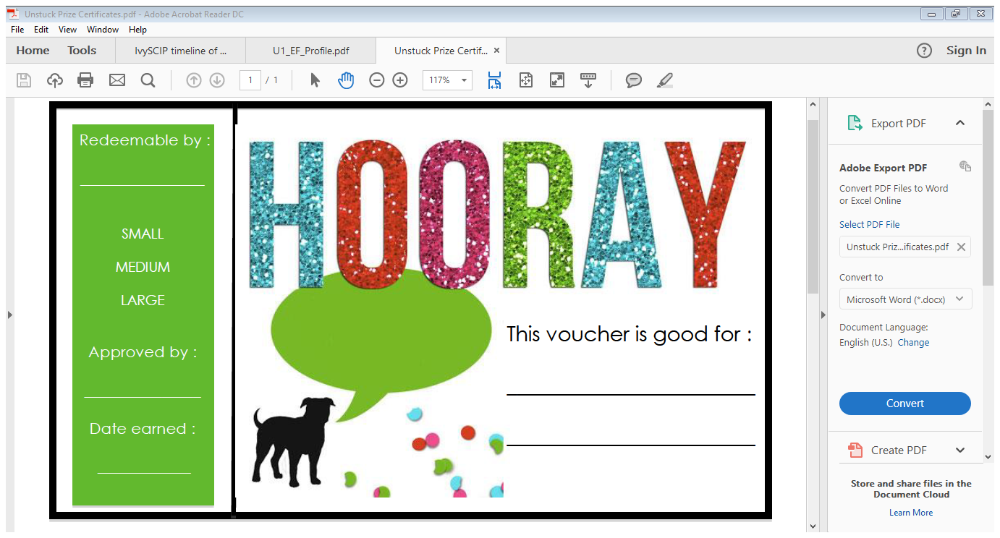 Unstuck Prize Certificates.pdf - Adobe Acrobat Reader DC
File Edit View Window Help
Home Tools IvySCIP timeline of ... U1_EF_Profile.pdf Unstuck Prize Certif... × ? Sign In
1 / 1 117%
Redeemable by :
SMALL
MEDIUM
LARGE
Approved by :
Date earned :
HOORAY
This voucher is good for :
Export PDF
Adobe Export PDF
Convert PDF Files to Word
or Excel Online
Select PDF File
Unstuck Priz...ificates.pdf
Convert to
Microsoft Word (*.docx)
Document Language:
English (U.S.) Change
Convert
Create PDF
Store and share files in the
Document Cloud
Learn More